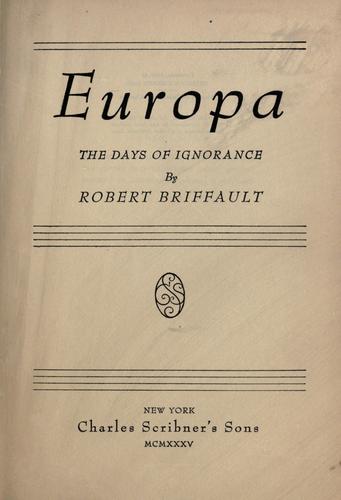 Europa
THE DAYS OF IGNORANCE
By
ROBERT BRIFFAULT
NEW YORK
Charles Scribner's Sons
MCMXXXV